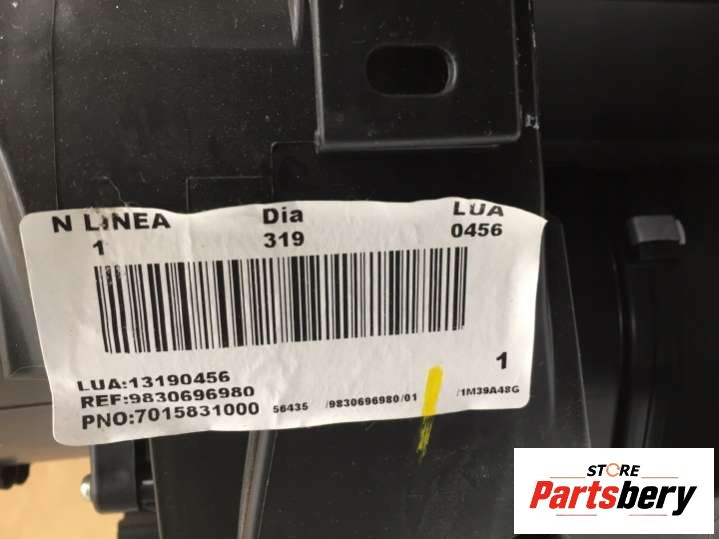 N LINEA Dia LUA
1 319 0456
1
LUA:13190456
REF:9830696980
PNO:7015831000 56435 /9830696980/01 /1M39A48G
STORE
Partsbery